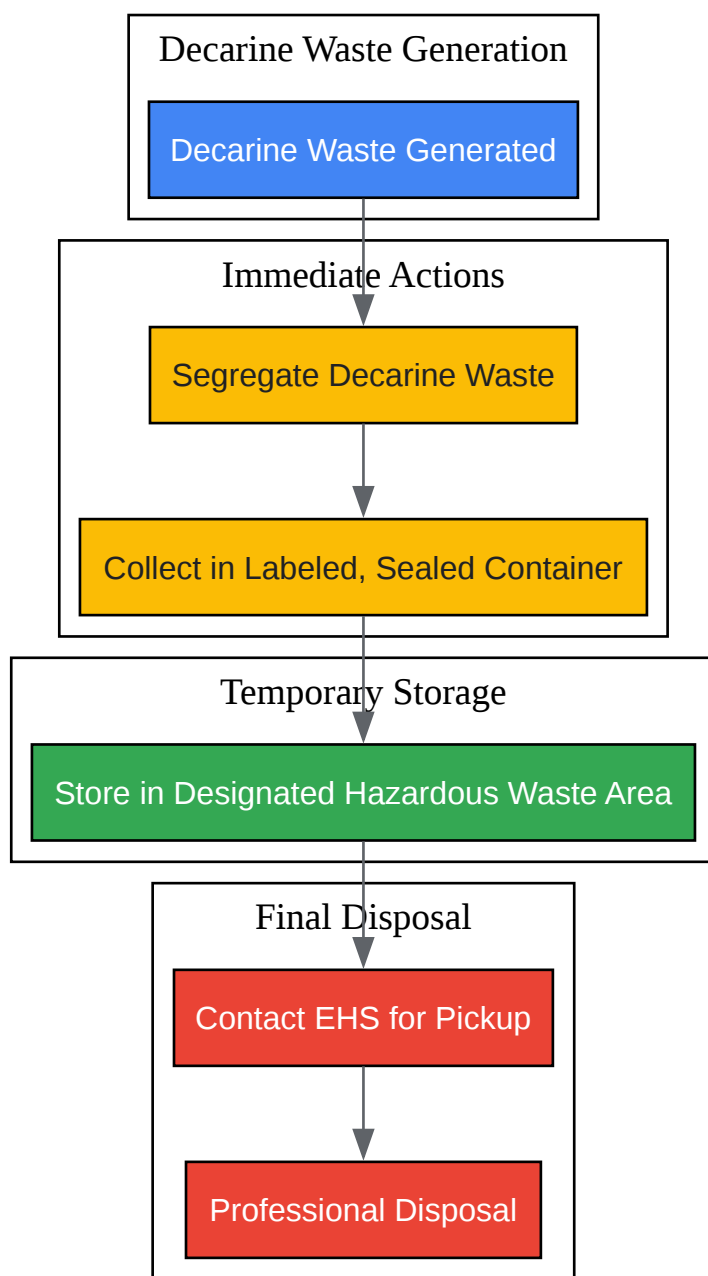 Decarine Waste Generation
Decarine Waste Generated
Immediate Actions
Segregate Decarine Waste
Collect in Labeled, Sealed Container
Temporary Storage
Store in Designated Hazardous Waste Area
Final Disposal
Contact EHS for Pickup
Professional Disposal